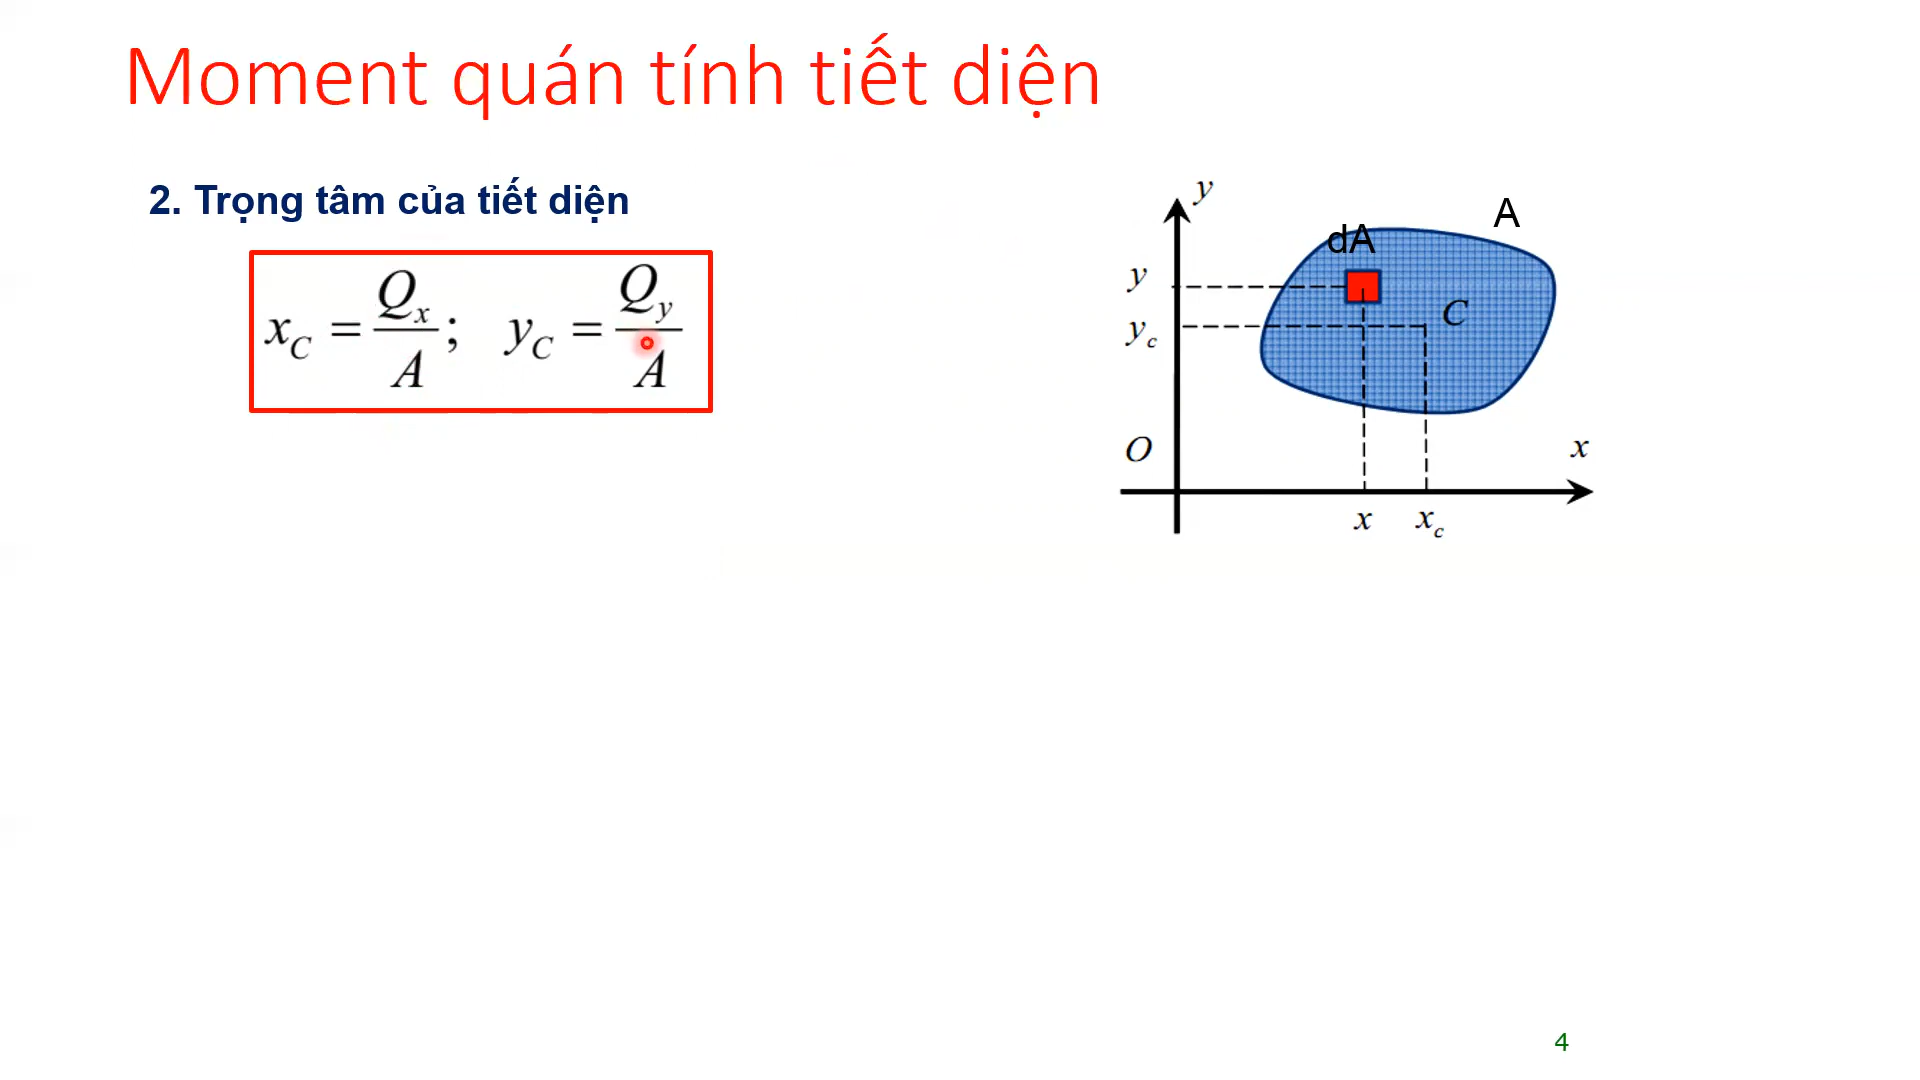 Moment quán tính tiết diện
2. Trọng tâm của tiết diện
x_C = Q_x / A ; y_C = Q_y / A
y
A
dA
y
C
y_c
O
x
x
x_c
4